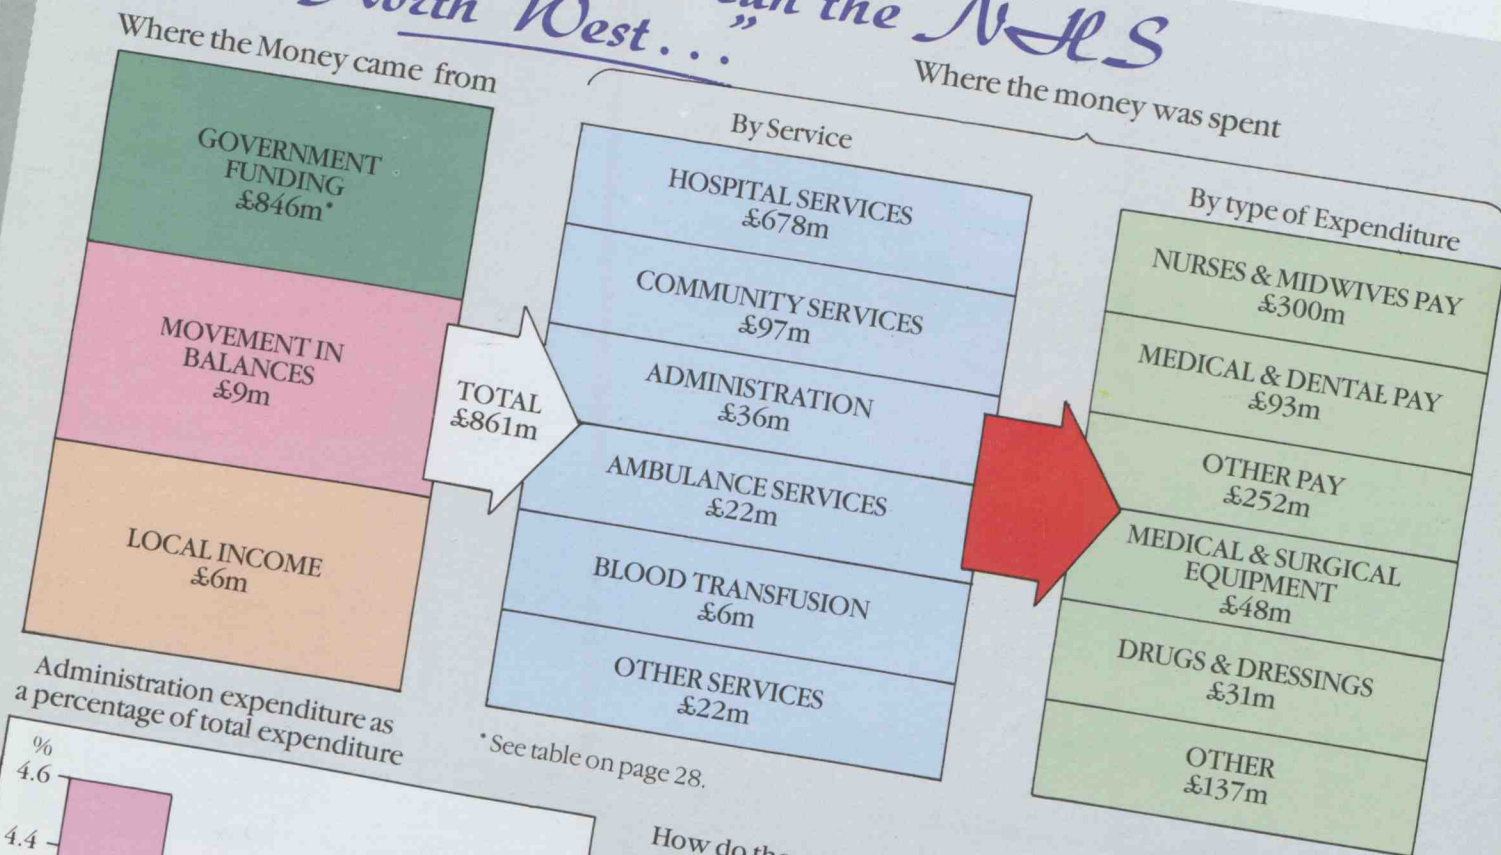 North West . . ."
the NHS
Where the Money came from
GOVERNMENT
FUNDING
£846m*
MOVEMENT IN
BALANCES
£9m
LOCAL INCOME
£6m
TOTAL
£861m
Where the money was spent
By Service
HOSPITAL SERVICES
£678m
COMMUNITY SERVICES
£97m
ADMINISTRATION
£36m
AMBULANCE SERVICES
£22m
BLOOD TRANSFUSION
£6m
OTHER SERVICES
£22m
*See table on page 28.
By type of Expenditure
NURSES & MIDWIVES PAY
£300m
MEDICAL & DENTAL PAY
£93m
OTHER PAY
£252m
MEDICAL & SURGICAL
EQUIPMENT
£48m
DRUGS & DRESSINGS
£31m
OTHER
£137m
Administration expenditure as
a percentage of total expenditure
%
4.6
4.4
How do